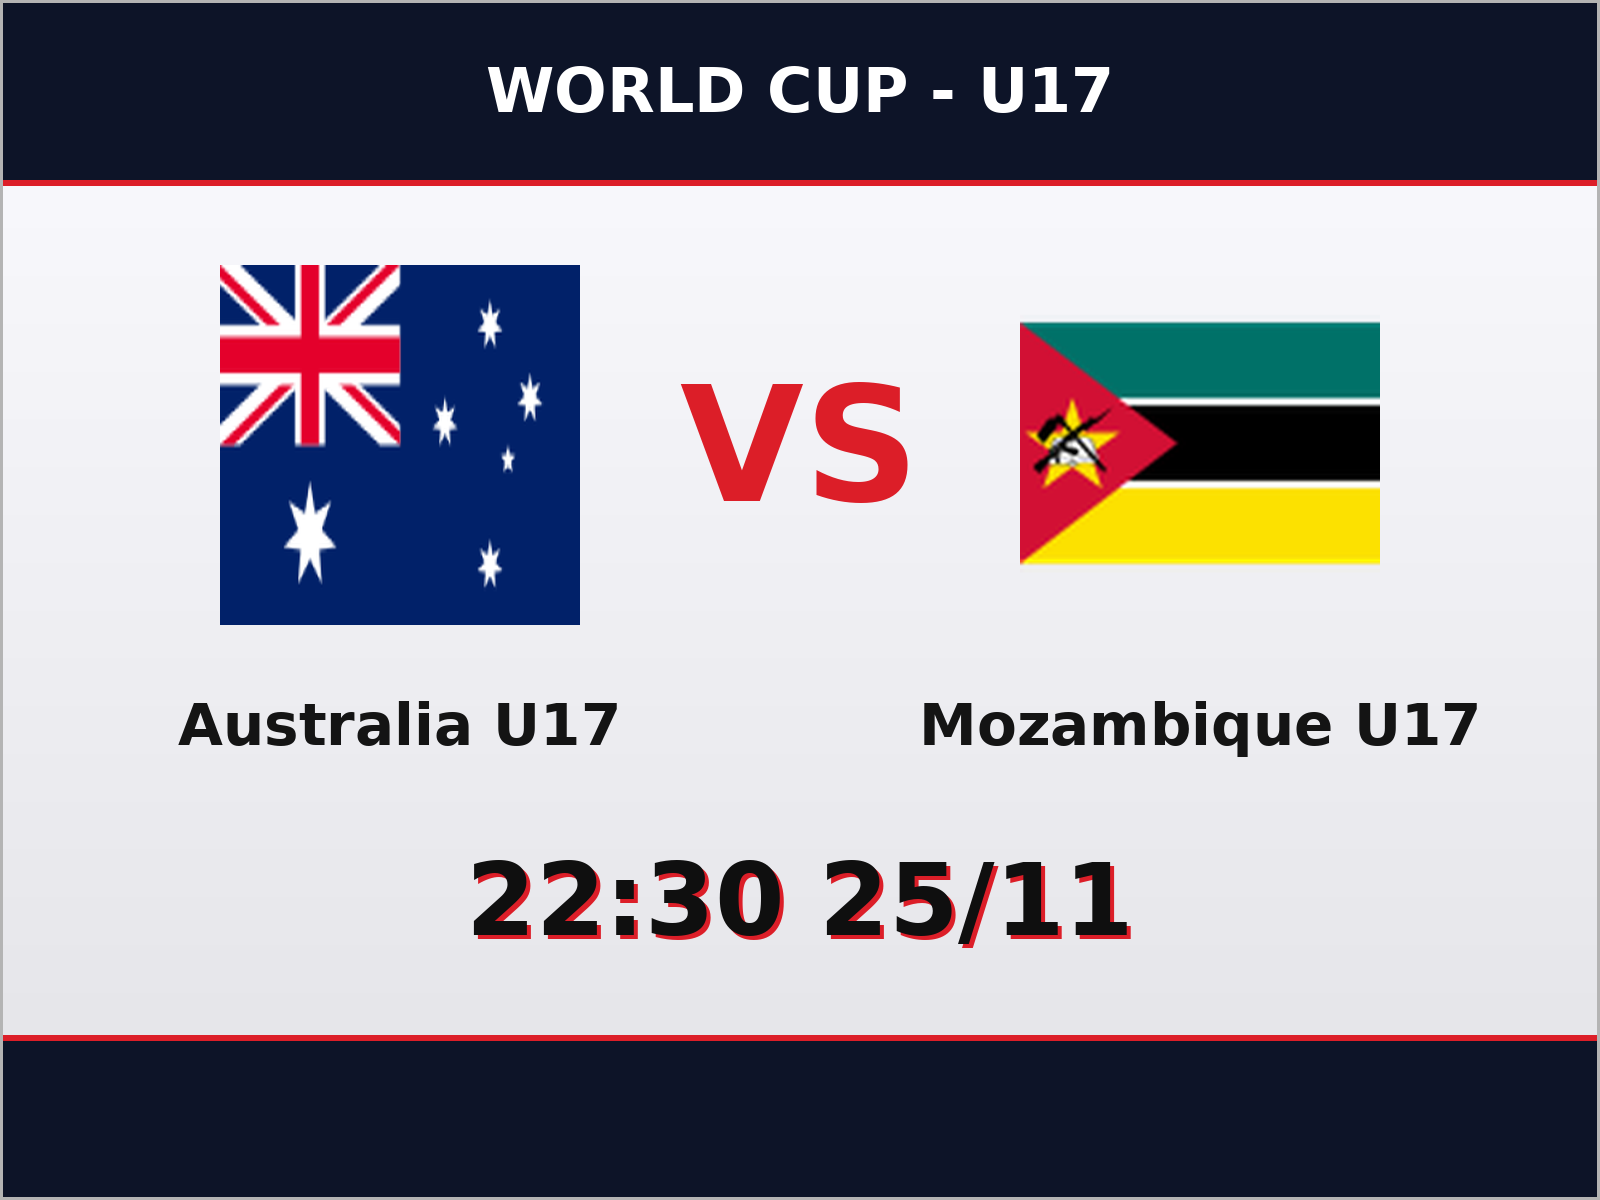 WORLD CUP - U17
VS
Australia U17
Mozambique U17
22:30 25/11